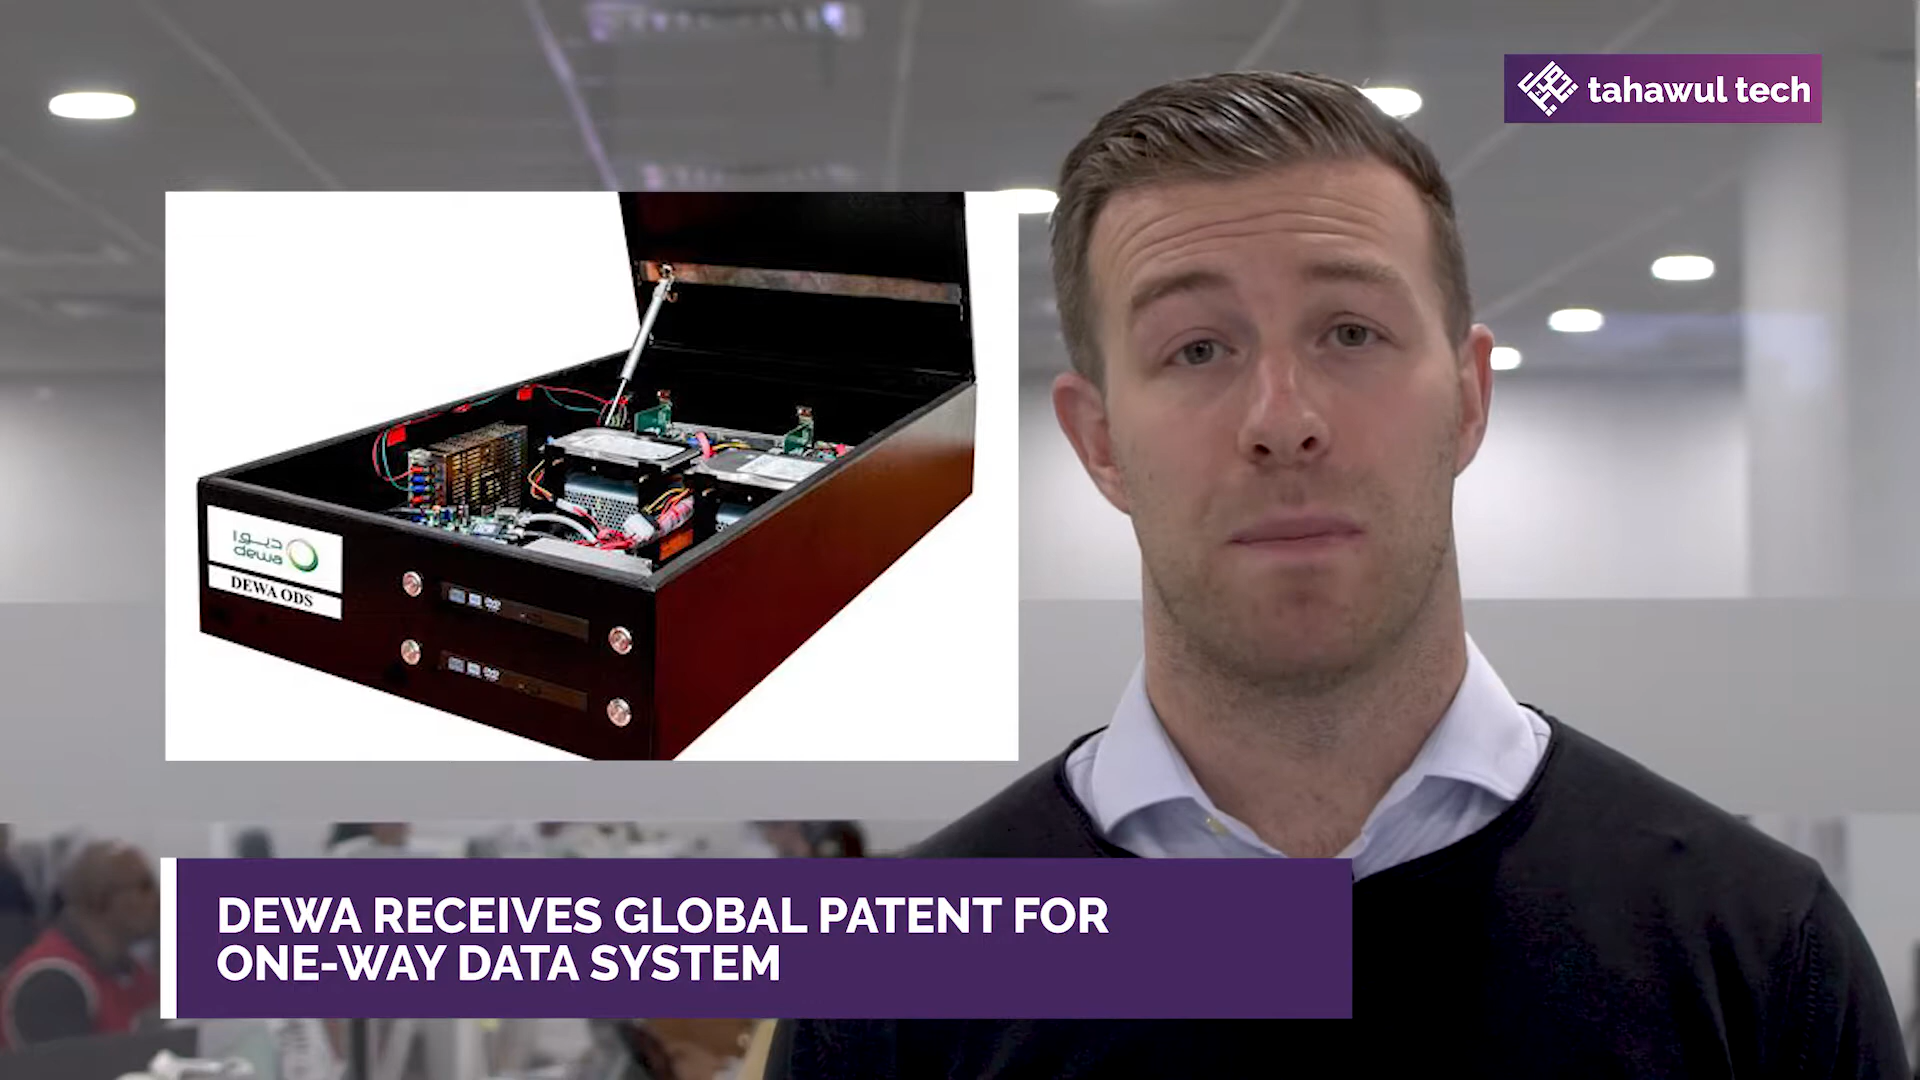 tahawul tech
ديوا
dewa
DEWA ODS
DEWA RECEIVES GLOBAL PATENT FOR
ONE-WAY DATA SYSTEM